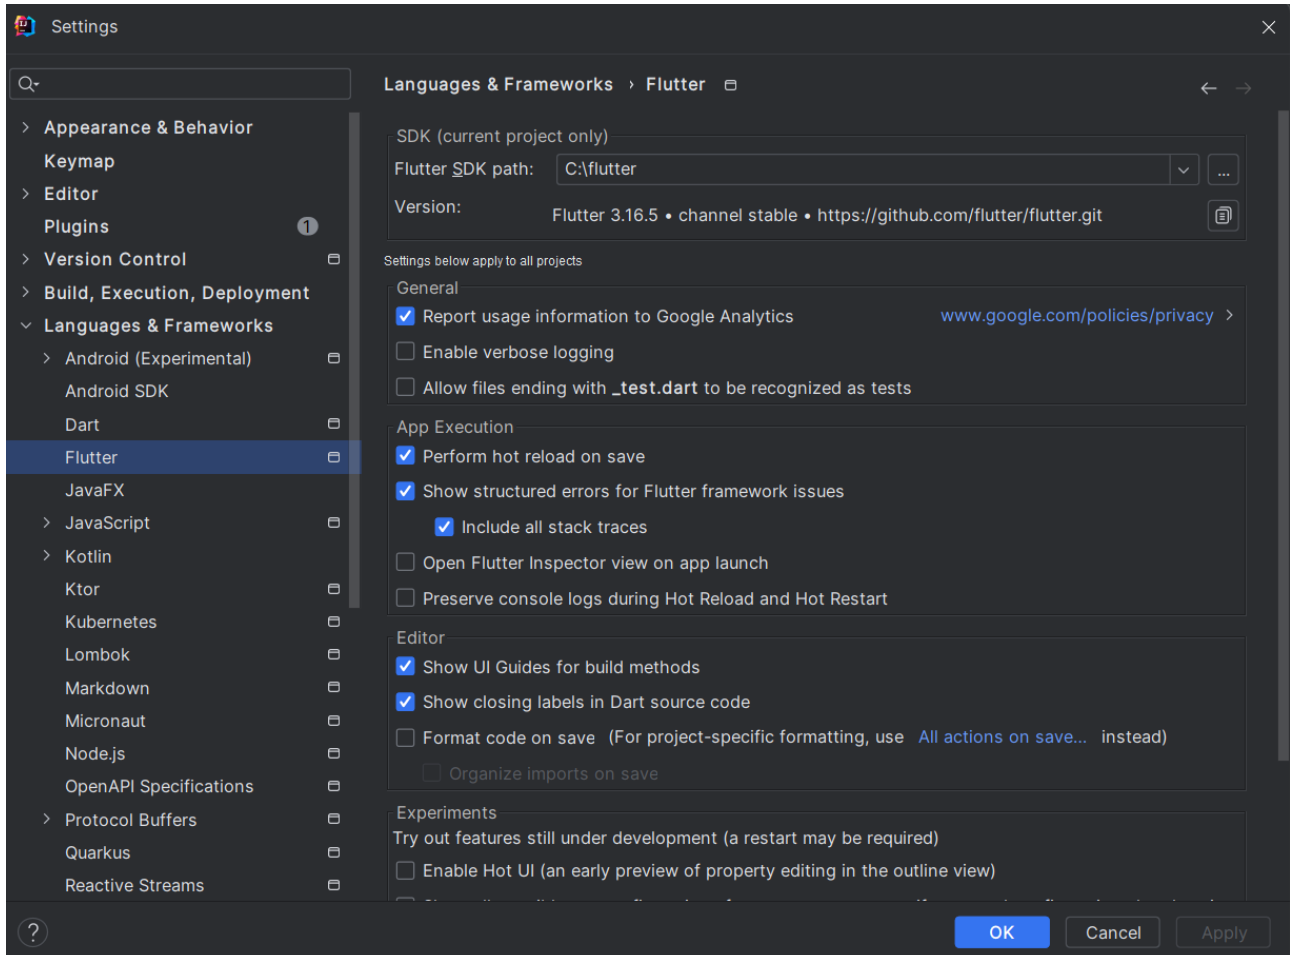 Settings
Languages & Frameworks › Flutter
Appearance & Behavior
Keymap
Editor
Plugins 1
Version Control
Build, Execution, Deployment
Languages & Frameworks
Android (Experimental)
Android SDK
Dart
Flutter
JavaFX
JavaScript
Kotlin
Ktor
Kubernetes
Lombok
Markdown
Micronaut
Node.js
OpenAPI Specifications
Protocol Buffers
Quarkus
Reactive Streams
SDK (current project only)
Flutter SDK path: C:\flutter ...
Version: Flutter 3.16.5 • channel stable • https://github.com/flutter/flutter.git
Settings below apply to all projects
General
Report usage information to Google Analytics www.google.com/policies/privacy
Enable verbose logging
Allow files ending with _test.dart to be recognized as tests
App Execution
Perform hot reload on save
Show structured errors for Flutter framework issues
Include all stack traces
Open Flutter Inspector view on app launch
Preserve console logs during Hot Reload and Hot Restart
Editor
Show UI Guides for build methods
Show closing labels in Dart source code
Format code on save (For project-specific formatting, use All actions on save... instead)
Organize imports on save
Experiments
Try out features still under development (a restart may be required)
Enable Hot UI (an early preview of property editing in the outline view)
? OK Cancel Apply